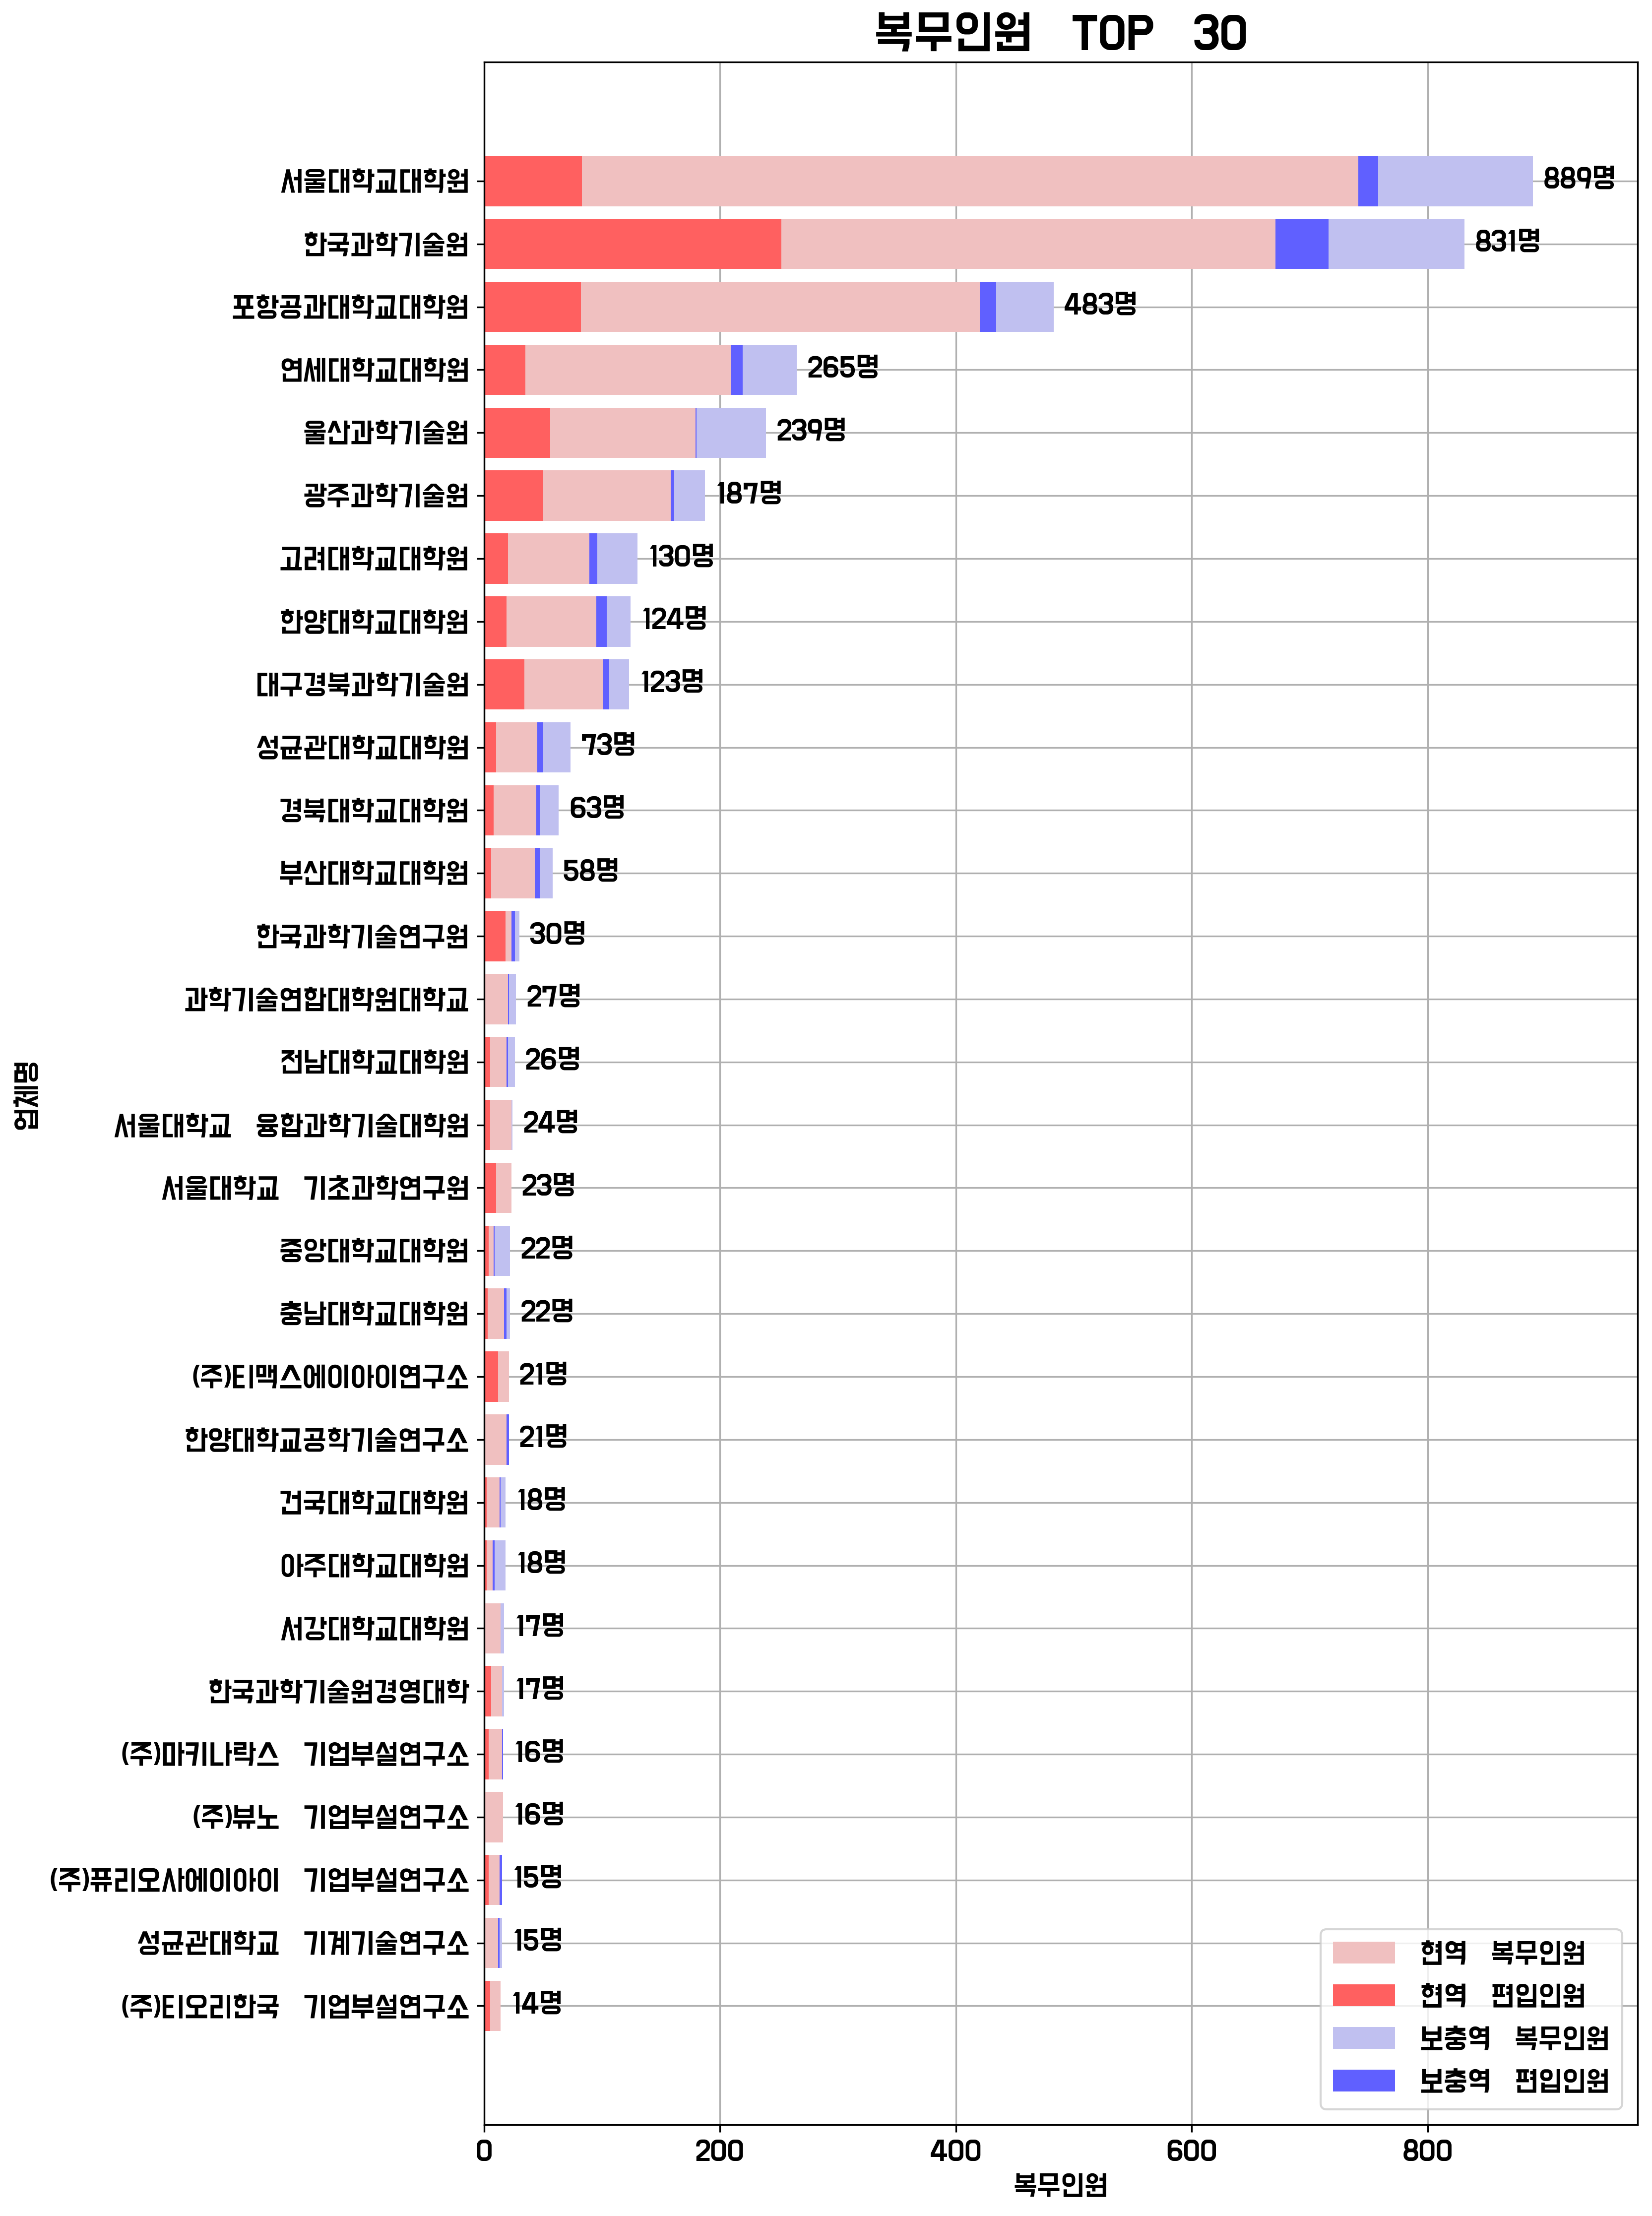 복무인원 TOP 30
서울대학교대학원 889명
한국과학기술원 831명
포항공과대학교대학원 483명
연세대학교대학원 265명
울산과학기술원 239명
광주과학기술원 187명
고려대학교대학원 130명
한양대학교대학원 124명
대구경북과학기술원 123명
성균관대학교대학원 73명
경북대학교대학원 63명
부산대학교대학원 58명
한국과학기술연구원 30명
과학기술연합대학원대학교 27명
전남대학교대학원 26명
서울대학교 융합과학기술대학원 24명
서울대학교 기초과학연구원 23명
중앙대학교대학원 22명
충남대학교대학원 22명
(주)티맥스에이아이연구소 21명
한양대학교공학기술연구소 21명
건국대학교대학원 18명
아주대학교대학원 18명
서강대학교대학원 17명
한국과학기술원경영대학 17명
(주)마키나락스 기업부설연구소 16명
(주)뷰노 기업부설연구소 16명
(주)퓨리오사에이아이 기업부설연구소 15명
성균관대학교 기계기술연구소 15명
(주)티오리한국 기업부설연구소 14명
업체명
현역 복무인원
현역 편입인원
보충역 복무인원
보충역 편입인원
0 200 400 600 800
복무인원